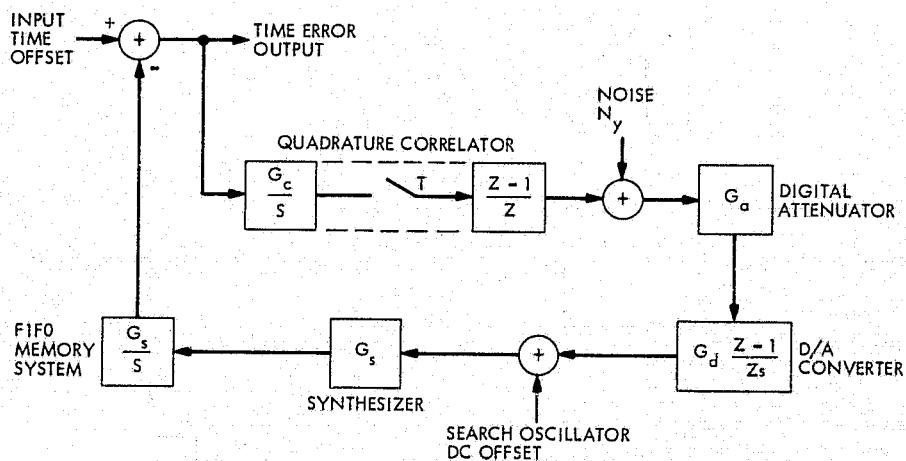 INPUT
TIME
OFFSET
+
+
-
TIME ERROR
OUTPUT
NOISE
N_y
QUADRATURE CORRELATOR
G_c
S
T
Z - 1
Z
+
G_a
DIGITAL
ATTENUATOR
F1F0
MEMORY
SYSTEM
G_s
S
G_s
SYNTHESIZER
+
G_d Z - 1
Zs
D/A
CONVERTER
SEARCH OSCILLATOR
DC OFFSET